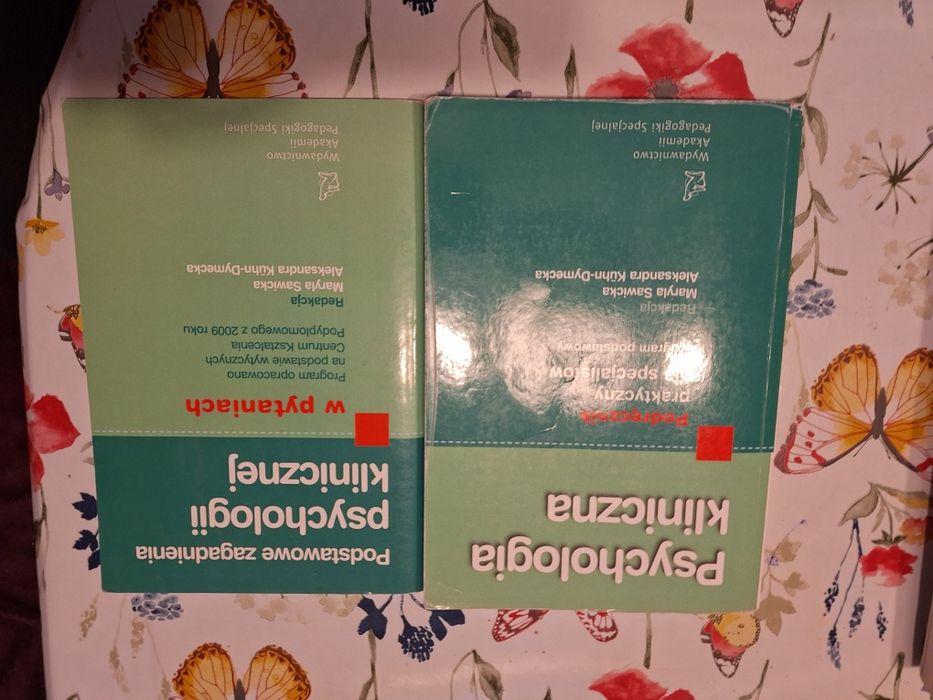 Psychologia
kliniczna
Podręcznik
praktyczny
specjalistów
program podstawowy
Redakcja
Maryla Sawicka
Aleksandra Kühn-Dymecka
Wydawnictwo
Akademii
Pedagogiki Specjalnej
Podstawowe zagadnienia
psychologii
klinicznej
w pytaniach
Program opracowano
na podstawie wytycznych
Centrum Kształcenia
Podyplomowego z 2009 roku
Redakcja
Maryla Sawicka
Aleksandra Kühn-Dymecka
Wydawnictwo
Akademii
Pedagogiki Specjalnej